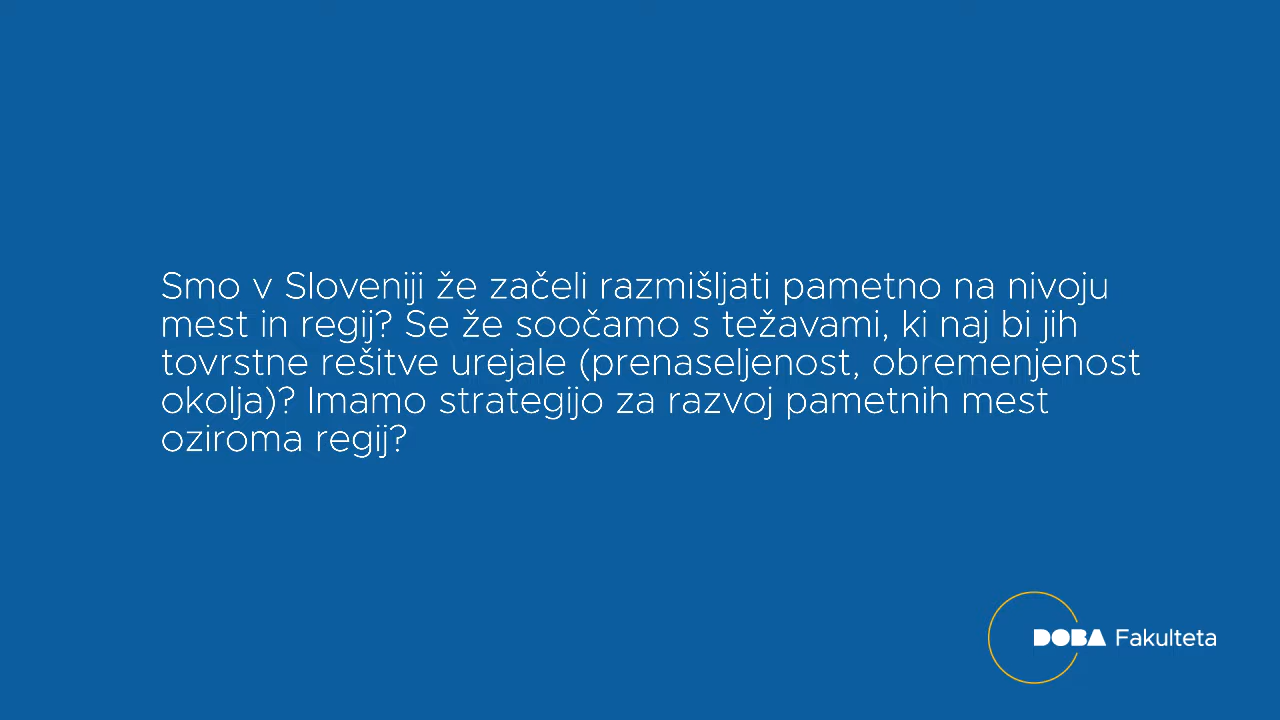 Smo v Sloveniji že začeli razmišljati pametno na nivoju
mest in regij? Se že soočamo s težavami, ki naj bi jih
tovrstne rešitve urejale (prenaseljenost, obremenjenost
okolja)? Imamo strategijo za razvoj pametnih mest
oziroma regij?
DOBA Fakulteta